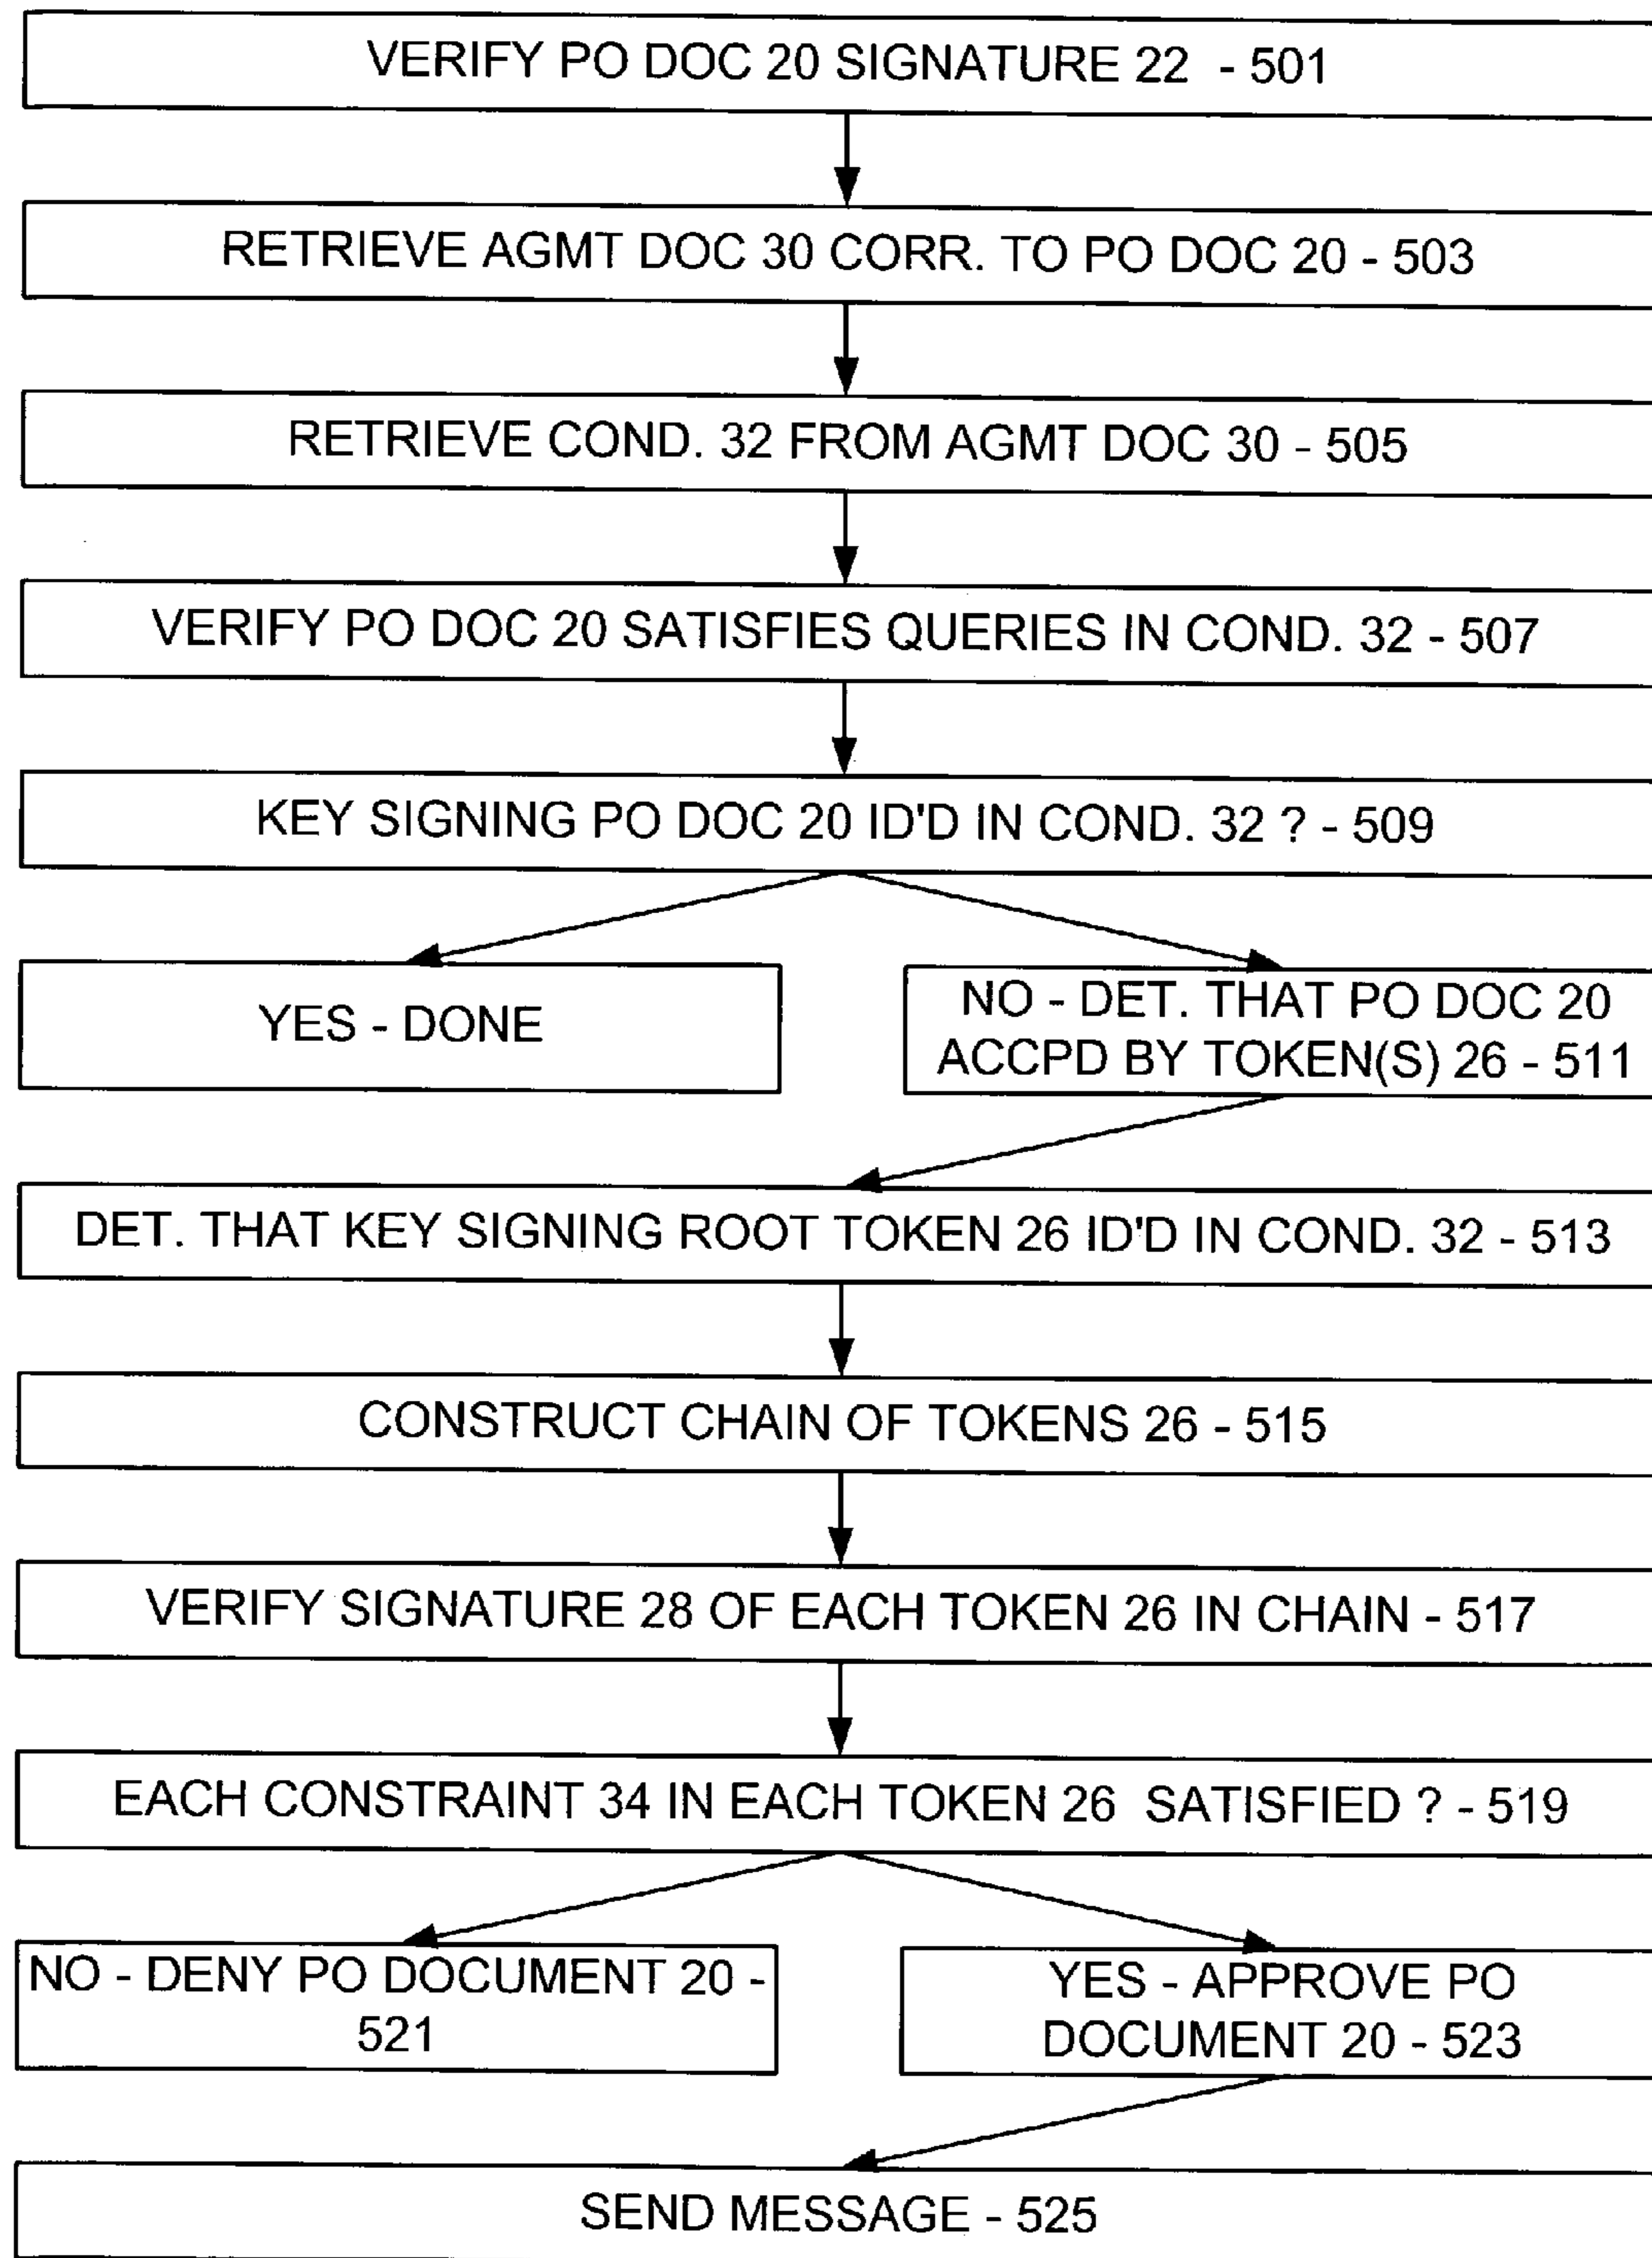 VERIFY PO DOC 20 SIGNATURE 22 - 501
RETRIEVE AGMT DOC 30 CORR. TO PO DOC 20 - 503
RETRIEVE COND. 32 FROM AGMT DOC 30 - 505
VERIFY PO DOC 20 SATISFIES QUERIES IN COND. 32 - 507
KEY SIGNING PO DOC 20 ID'D IN COND. 32 ? - 509
YES - DONE
NO - DET. THAT PO DOC 20
ACCPD BY TOKEN(S) 26 - 511
DET. THAT KEY SIGNING ROOT TOKEN 26 ID'D IN COND. 32 - 513
CONSTRUCT CHAIN OF TOKENS 26 - 515
VERIFY SIGNATURE 28 OF EACH TOKEN 26 IN CHAIN - 517
EACH CONSTRAINT 34 IN EACH TOKEN 26 SATISFIED ? - 519
NO - DENY PO DOCUMENT 20 -
521
YES - APPROVE PO
DOCUMENT 20 - 523
SEND MESSAGE - 525